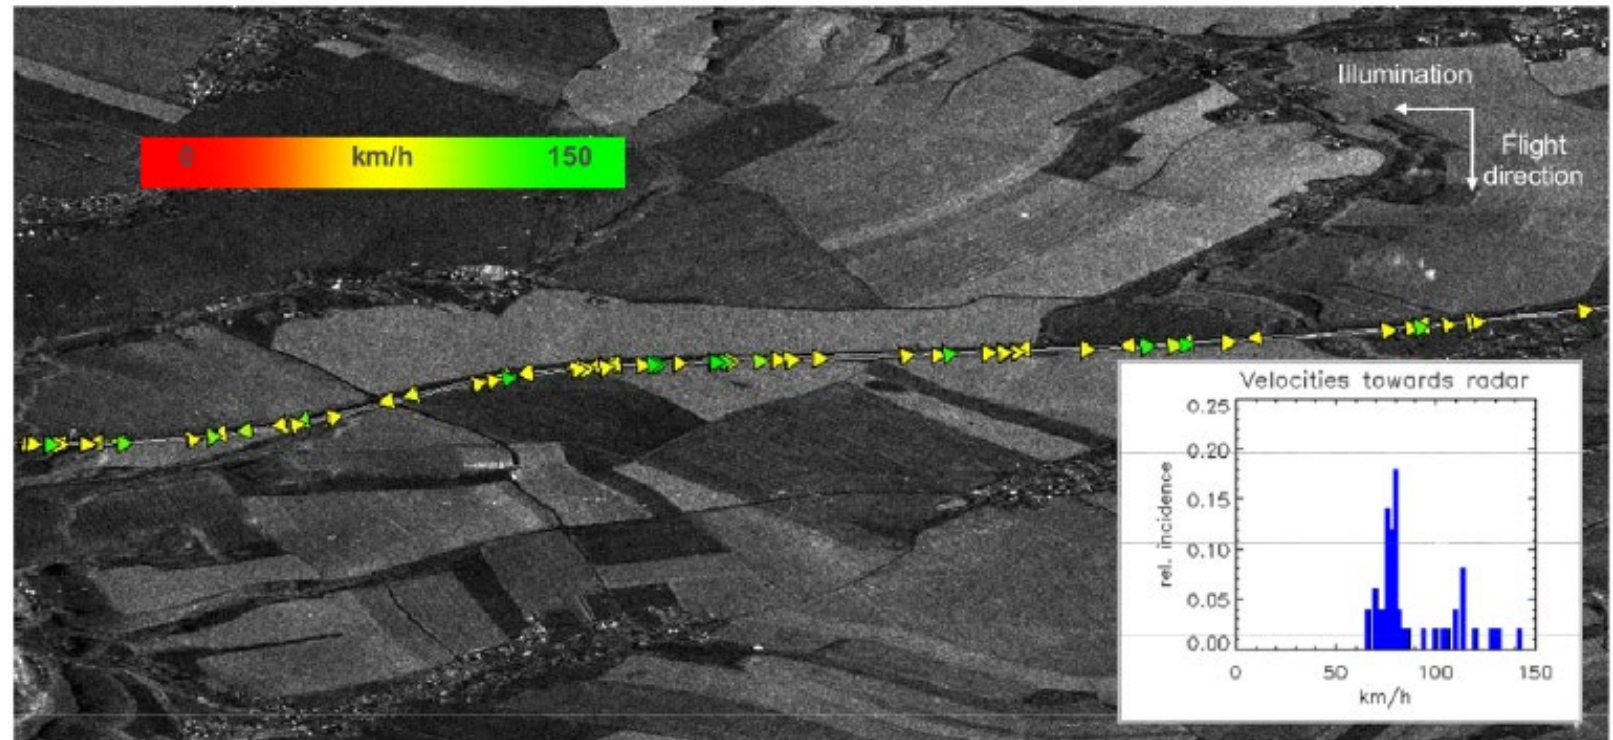 Illumination
Flight
direction
0 km/h 150
Velocities towards radar
0.25
0.20
0.15
0.10
0.05
0.00
rel. incidence
0 50 100 150
km/h